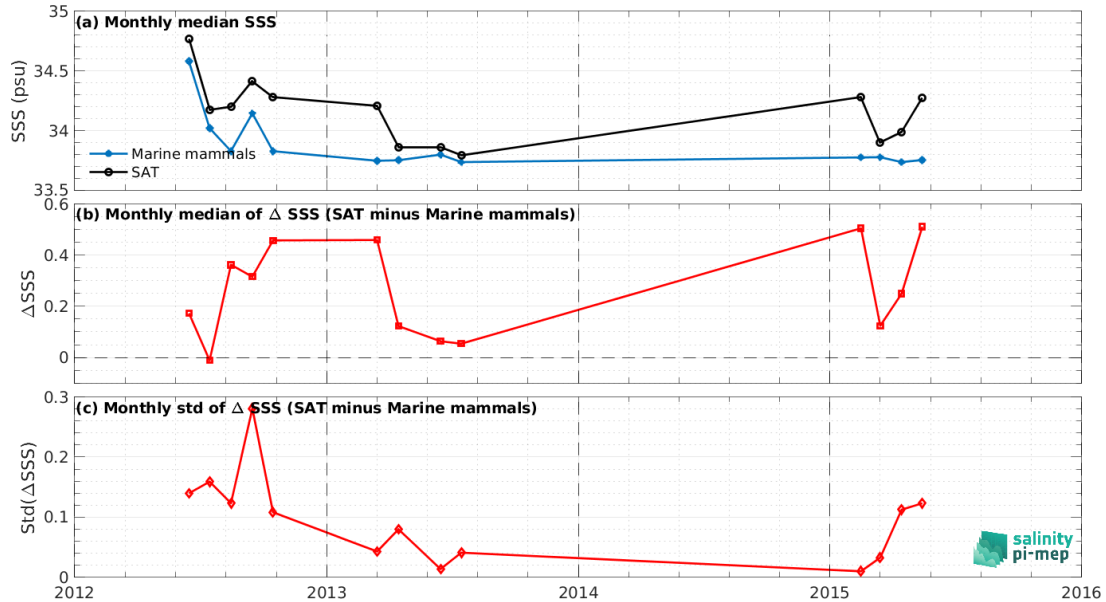 (a) Monthly median SSS
35
34.5
34
33.5
SSS (psu)
Marine mammals
SAT
(b) Monthly median of Δ SSS (SAT minus Marine mammals)
0.6
0.4
0.2
0
ΔSSS
(c) Monthly std of Δ SSS (SAT minus Marine mammals)
0.3
0.2
0.1
0
Std(ΔSSS)
salinity
pi-mep
2012
2013
2014
2015
2016